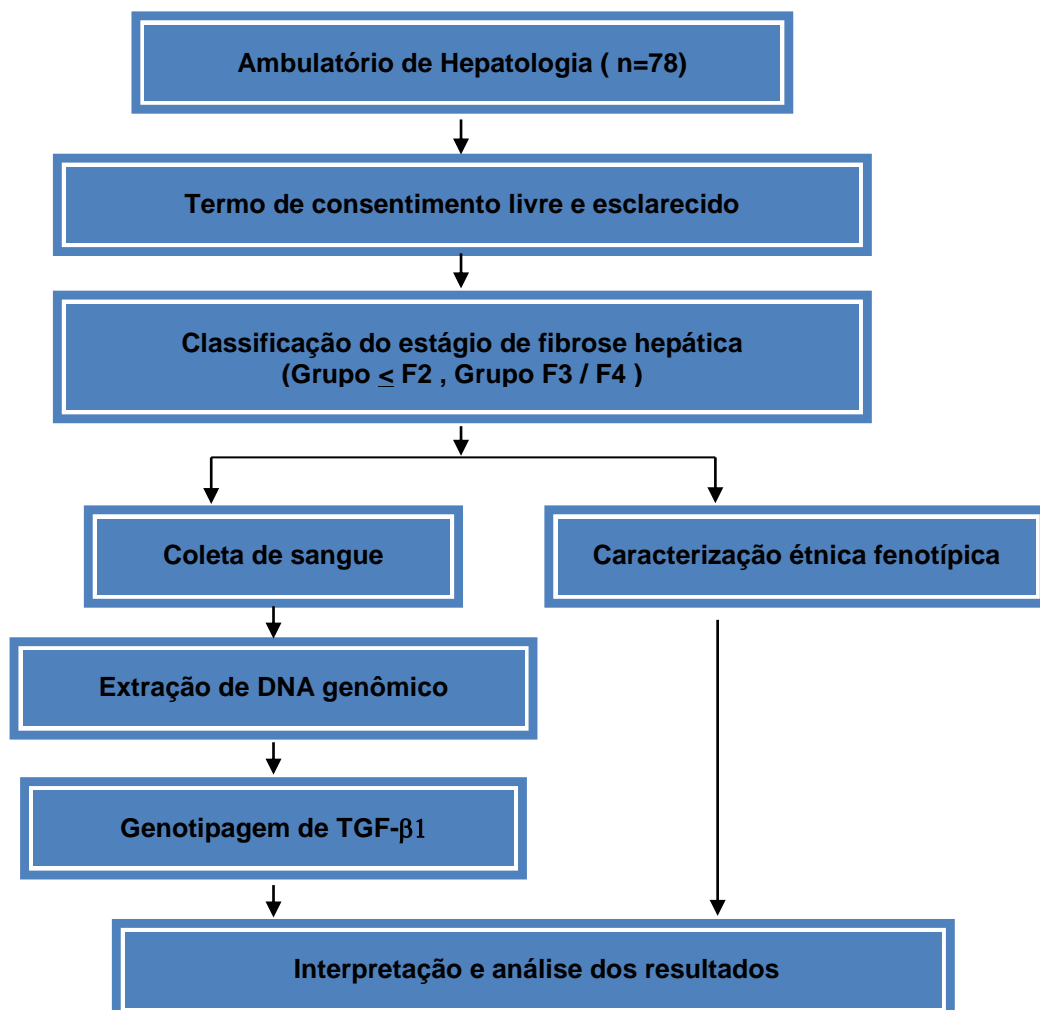 Ambulatório de Hepatologia ( n=78)
Termo de consentimento livre e esclarecido
Classificação do estágio de fibrose hepática
(Grupo ≤ F2 , Grupo F3 / F4 )
Coleta de sangue
Caracterização étnica fenotípica
Extração de DNA genômico
Genotipagem de TGF-β1
Interpretação e análise dos resultados